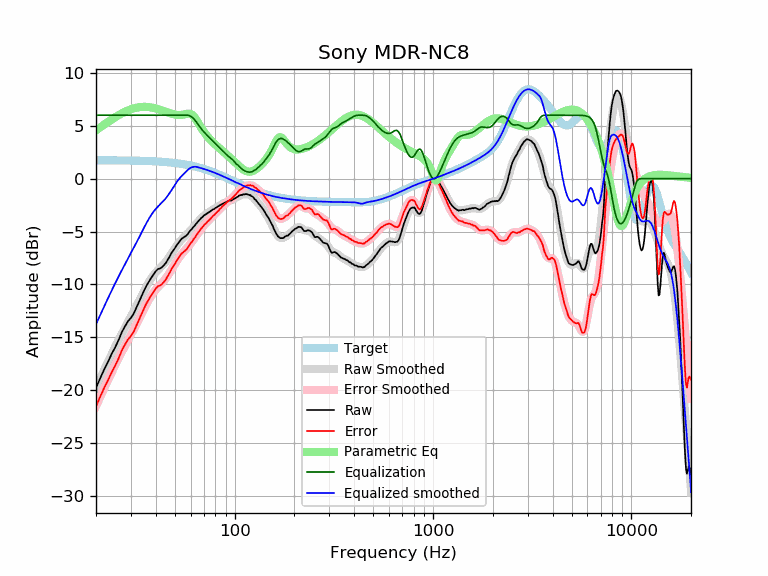 Sony MDR-NC8
10
5
0
−5
−10
−15
−20
−25
−30
Amplitude (dBr)
Target
Raw Smoothed
Error Smoothed
Raw
Error
Parametric Eq
Equalization
Equalized smoothed
100
1000
10000
Frequency (Hz)